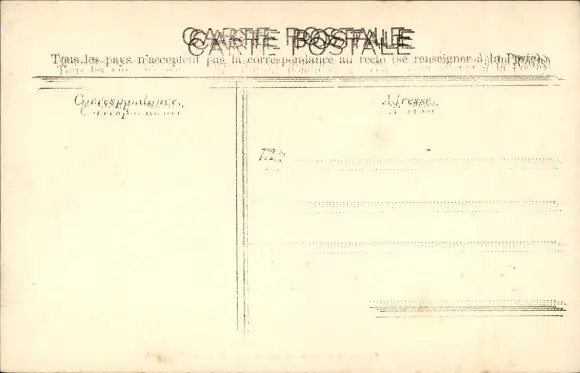 CARTE POSTALE
Tous les pays n'acceptent pas la correspondance au recto (se renseigner à la Poste)
Correspondance
Adresse